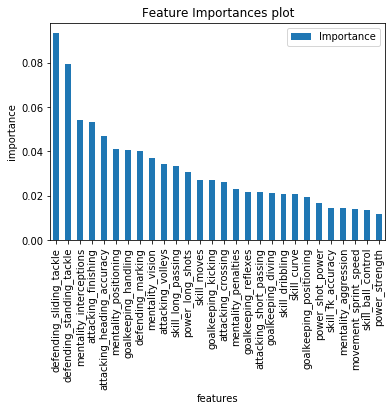 Feature Importances plot
Importance
importance
0.08
0.06
0.04
0.02
0.00
defending_sliding_tackle
defending_standing_tackle
mentality_interceptions
attacking_finishing
attacking_heading_accuracy
mentality_positioning
goalkeeping_handling
defending_marking
mentality_vision
attacking_volleys
skill_long_passing
power_long_shots
skill_moves
goalkeeping_kicking
attacking_crossing
mentality_penalties
goalkeeping_reflexes
attacking_short_passing
goalkeeping_diving
skill_dribbling
skill_curve
goalkeeping_positioning
power_shot_power
skill_fk_accuracy
mentality_aggression
movement_sprint_speed
skill_ball_control
power_strength
features